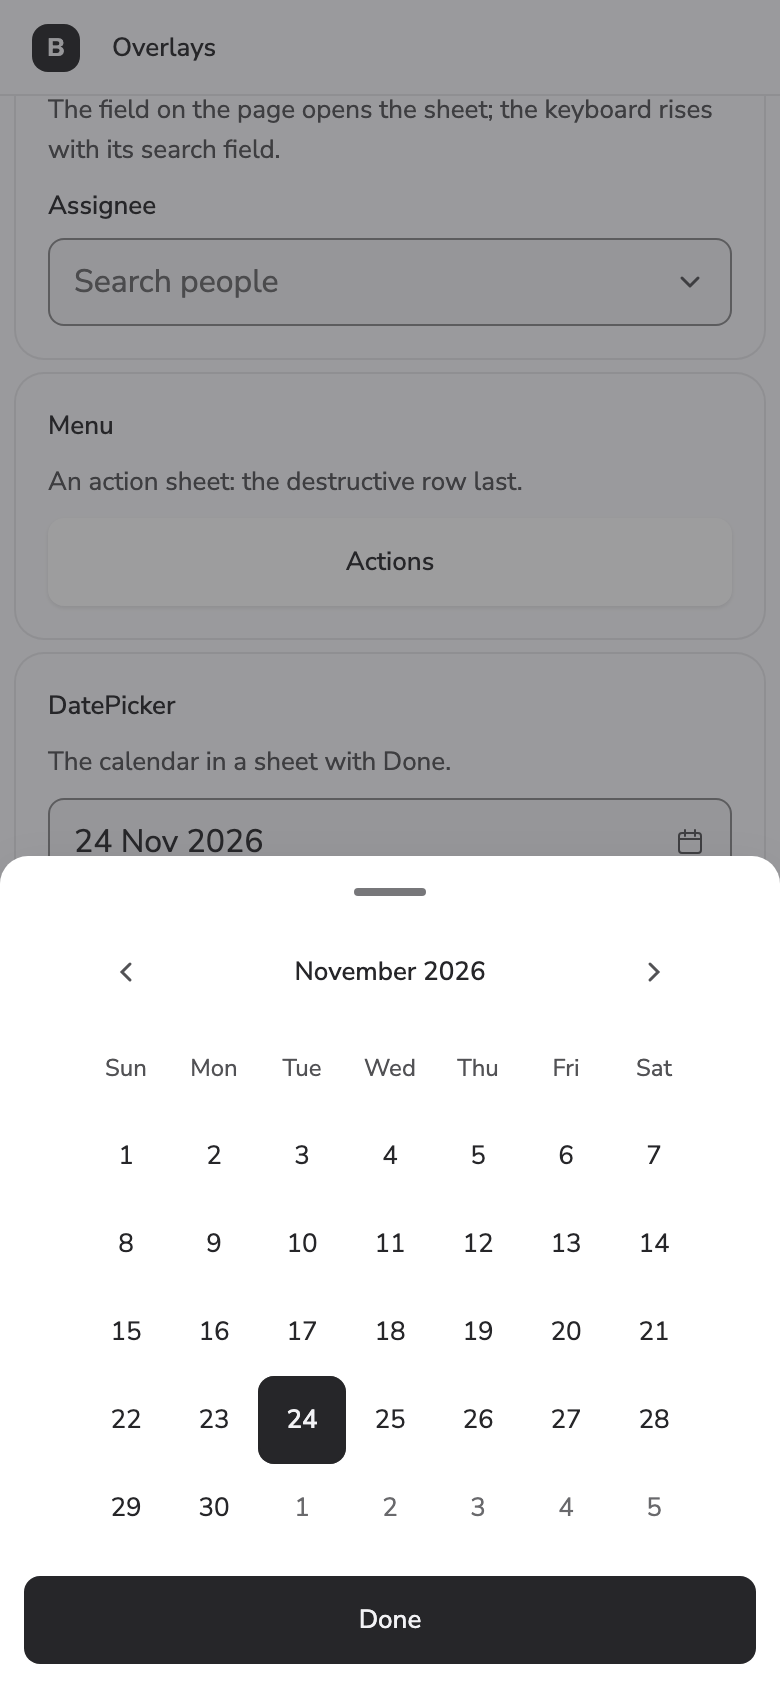 B Overlays
The field on the page opens the sheet; the keyboard rises
with its search field.
Assignee
Search people
Menu
An action sheet: the destructive row last.
Actions
DatePicker
The calendar in a sheet with Done.
24 Nov 2026
November 2026
Sun Mon Tue Wed Thu Fri Sat
1 2 3 4 5 6 7
8 9 10 11 12 13 14
15 16 17 18 19 20 21
22 23 24 25 26 27 28
29 30 1 2 3 4 5
Done